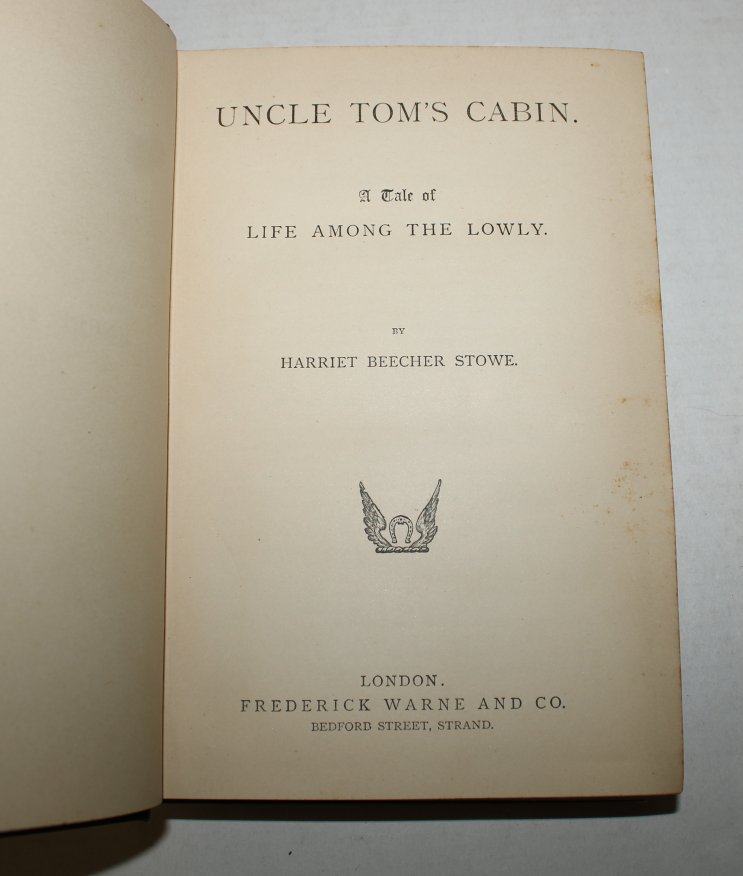 UNCLE TOM'S CABIN.
A Tale of
LIFE AMONG THE LOWLY.
BY
HARRIET BEECHER STOWE.
LONDON.
FREDERICK WARNE AND CO.
BEDFORD STREET, STRAND.